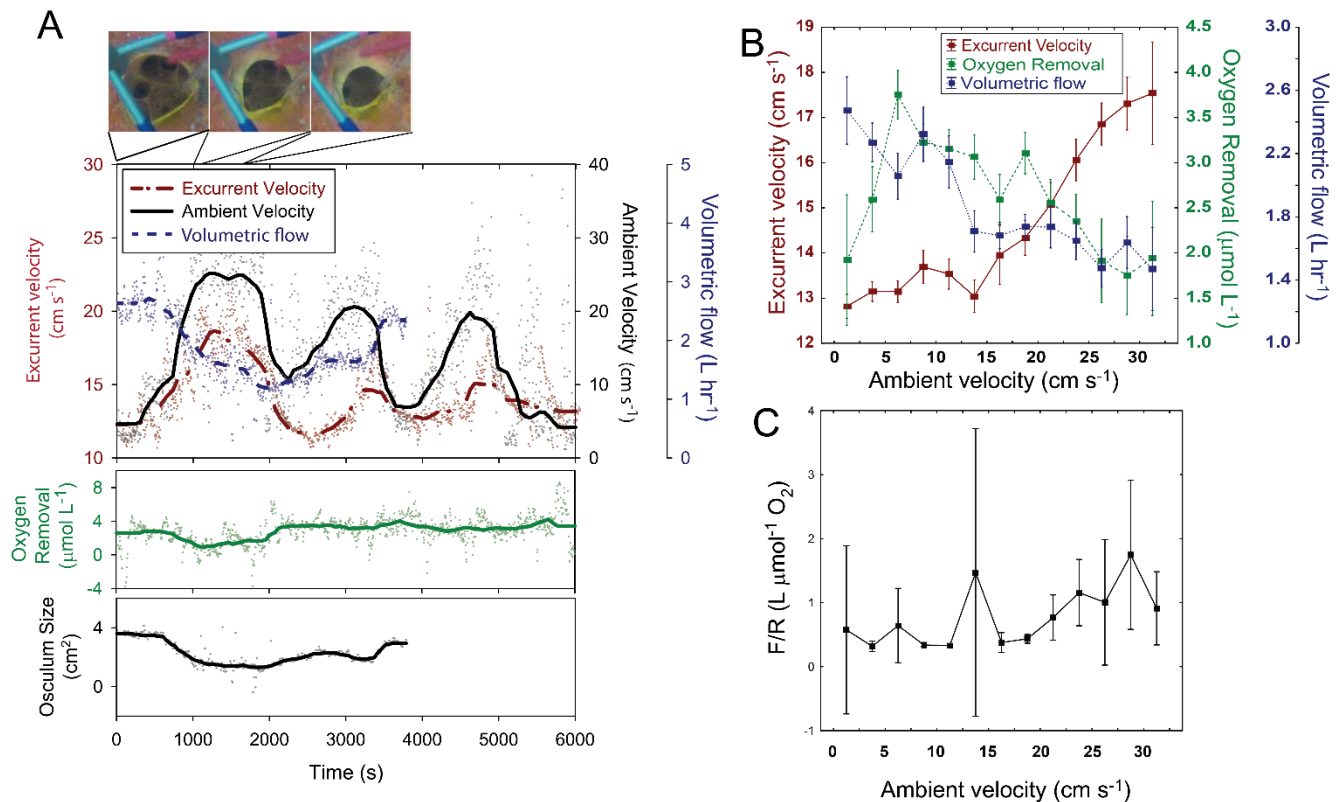 A
30
25
20
15
10
Excurrent velocity
(cm s-1)
Excurrent Velocity
Ambient Velocity
Volumetric flow
40
30
20
10
0
Ambient Velocity (cm s-1)
5
4
3
2
1
0
Volumetric flow (L hr-1)
Oxygen
Removal
(μmol L-1)
8
4
0
-4
Osculum Size
(cm2)
4
0
0 1000 2000 3000 4000 5000 6000
Time (s)
B
19
18
17
16
15
14
13
12
Excurrent velocity (cm s-1)
Excurrent Velocity
Oxygen Removal
Volumetric flow
4.5
4.0
3.5
3.0
2.5
2.0
1.5
1.0
Oxygen Removal (μmol L-1)
3.0
2.6
2.2
1.8
1.4
1.0
Volumetric flow (L hr-1)
0 5 10 15 20 25 30
Ambient velocity (cm s-1)
C
4
3
2
1
0
-1
F/R (L μmol-1 O2)
0 5 10 15 20 25 30
Ambient velocity (cm s-1)